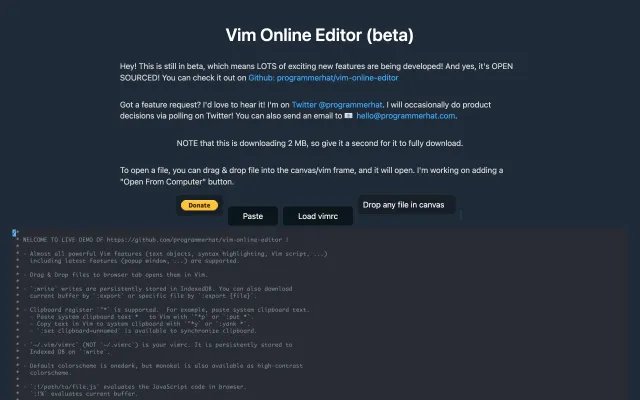 Vim Online Editor (beta)
Hey! This is still in beta, which means LOTS of exciting new features are being developed! And yes, it's OPEN
SOURCED! You can check it out on Github: programmerhat/vim-online-editor
Got a feature request? I'd love to hear it! I'm on Twitter @programmerhat. I will occasionally do product
decisions via polling on Twitter! You can also send an email to 📧 hello@programmerhat.com.
NOTE that this is downloading 2 MB, so give it a second for it to fully download.
To open a file, you can drag & drop file into the canvas/vim frame, and it will open. I'm working on adding a
"Open From Computer" button.
Donate
Paste
Load vimrc
Drop any file in canvas
/*
* WELCOME TO LIVE DEMO OF https://github.com/programmerhat/vim-online-editor !
*
* - Almost all powerful Vim features (text objects, syntax highlighting, Vim script, ...)
*   including latest features (popup window, ...) are supported.
*
* - Drag & Drop files to browser tab opens them in Vim.
*
* - `:write` writes are persistently stored in IndexedDB. You can also download
*   current buffer by `:export` or specific file by `:export {file}`.
*
* - Clipboard register `"*` is supported.  For example, paste system clipboard.
*   - Paste system clipboard text *   to Vim with `"*p` or `:put *`.
*   - Copy text in Vim to system clipboard with `"*y` or `:yank *`.
*   - `:set clipboard=unnamed` is available to synchronize clipboard.
*
* - `~/.vim/vimrc` (NOT `~/.vimrc`) is your vimrc. It is persistently stored to
*   Indexed DB on `:write`.
*
* - Default colorscheme is onedark, but monokai is also available as high-contrast
*   colorscheme.
*
* - `:!/path/to/file.js` evaluates the JavaScript code in browser.
*   `:!%` evaluates current buffer.
*